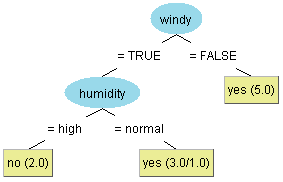 windy
= TRUE
= FALSE
humidity
yes (5.0)
= high
= normal
no (2.0)
yes (3.0/1.0)